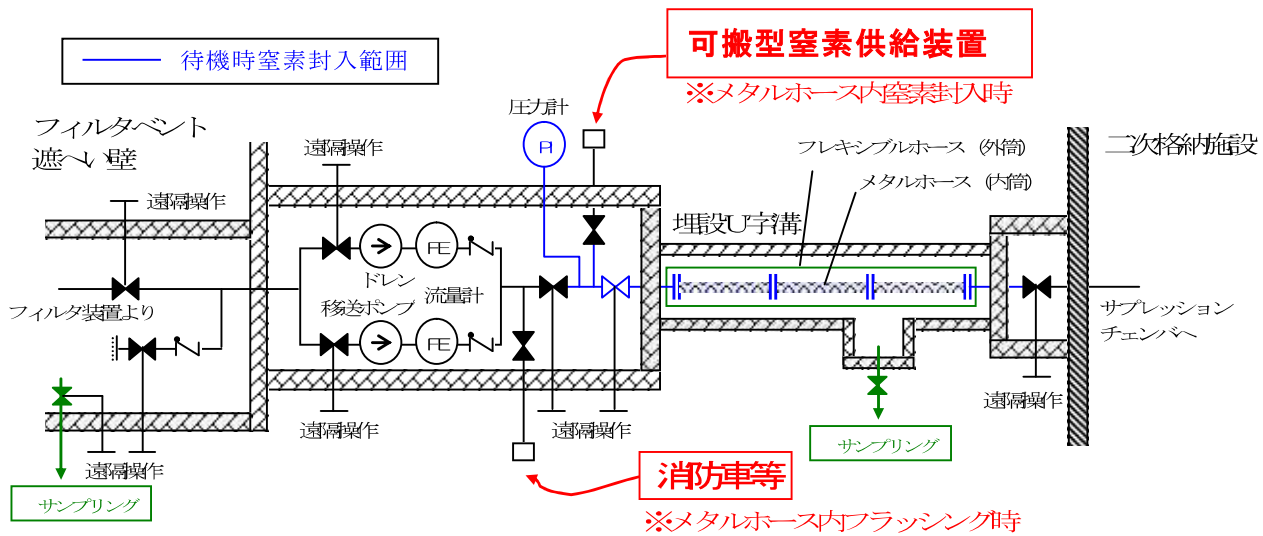 待機時窒素封入範囲
可搬型窒素供給装置
※メタルホース内窒素封入時
圧力計
PI
フィルタベント
遮へい壁
遠隔操作
フレキシブルホース（外筒）
メタルホース（内筒）
二次格納施設
遠隔操作
埋設U字溝
FE
ドレン
移送ポンプ
流量計
フィルタ装置より
サプレッション
チェンバへ
FE
遠隔操作
遠隔操作
遠隔操作
サンプリング
遠隔操作
消防車等
サンプリング
※メタルホース内フラッシング時